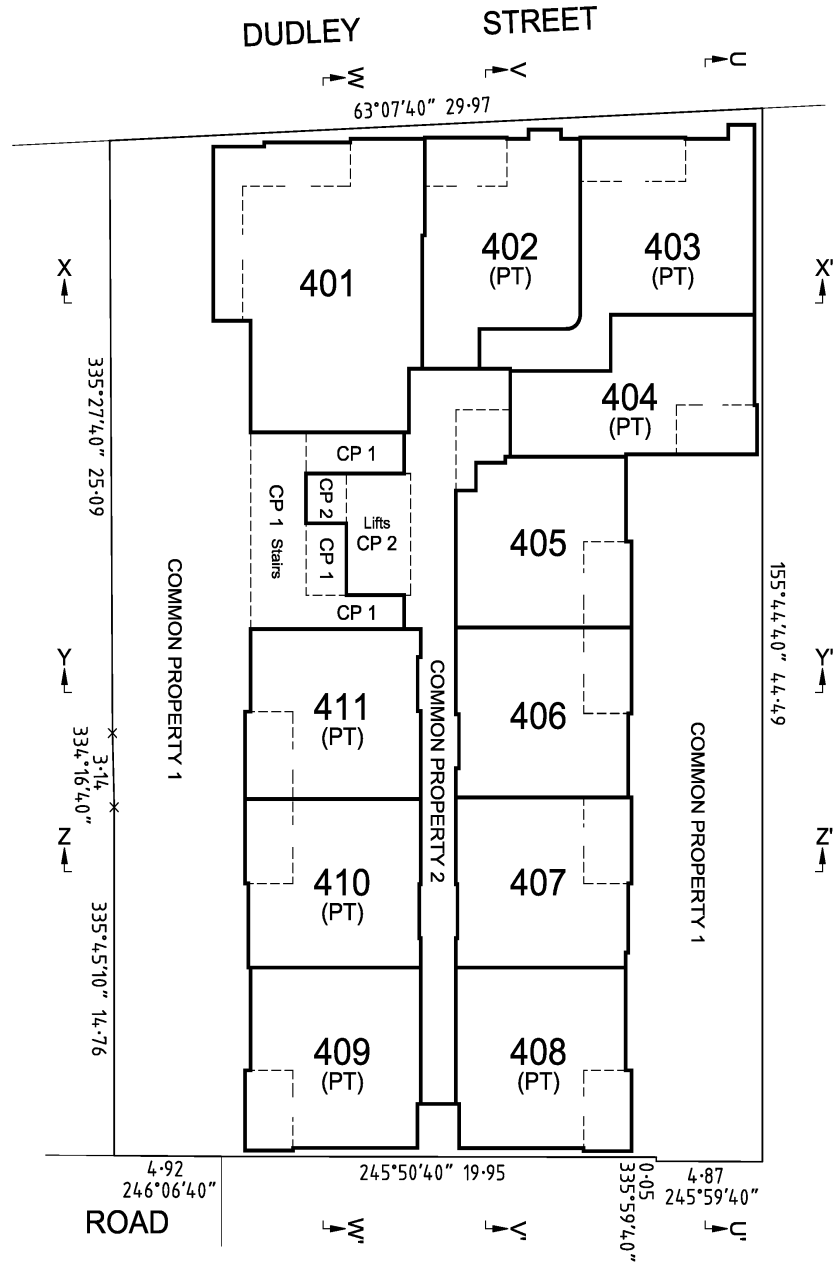 DUDLEY STREET
W V U
63°07'40" 29·97
401
402
(PT)
403
(PT)
X X'
404
(PT)
335°27'40" 25·09
CP 1
CP 1 Stairs
CP 2
CP 1
Lifts
CP 2
CP 1
405
155°44'40" 44·49
COMMON PROPERTY 1
Y Y'
411
(PT)
COMMON PROPERTY 2
406
COMMON PROPERTY 1
3·14
334°16'40"
Z Z'
410
(PT)
407
335°45'10" 14·76
409
(PT)
408
(PT)
4·92
246°06'40"
245°50'40" 19·95
0·05
335°59'40"
4·87
245°59'40"
ROAD
W' V' U'